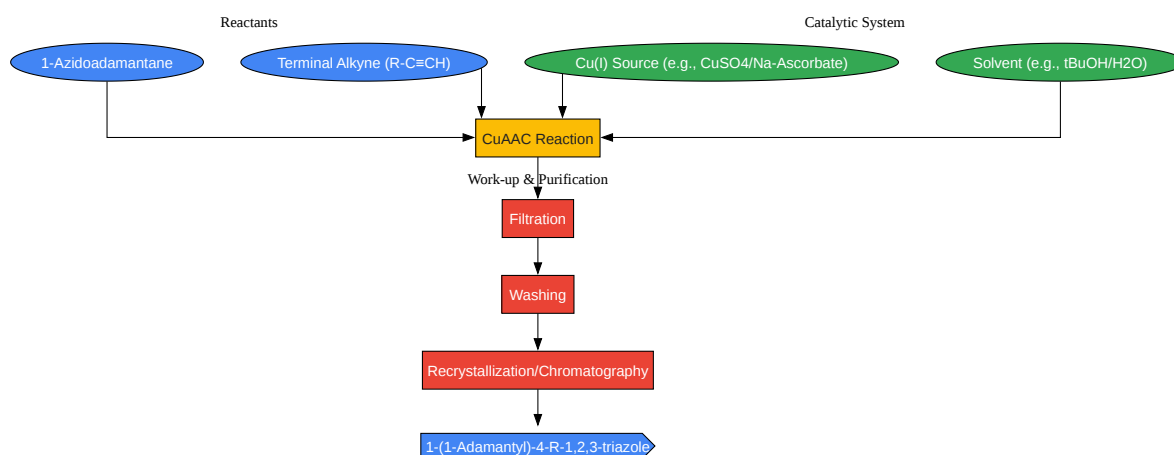 Reactants
Catalytic System
1-Azidoadamantane
Terminal Alkyne (R-C≡CH)
Cu(I) Source (e.g., CuSO4/Na-Ascorbate)
Solvent (e.g., tBuOH/H2O)
CuAAC Reaction
Work-up & Purification
Filtration
Washing
Recrystallization/Chromatography
1-(1-Adamantyl)-4-R-1,2,3-triazole